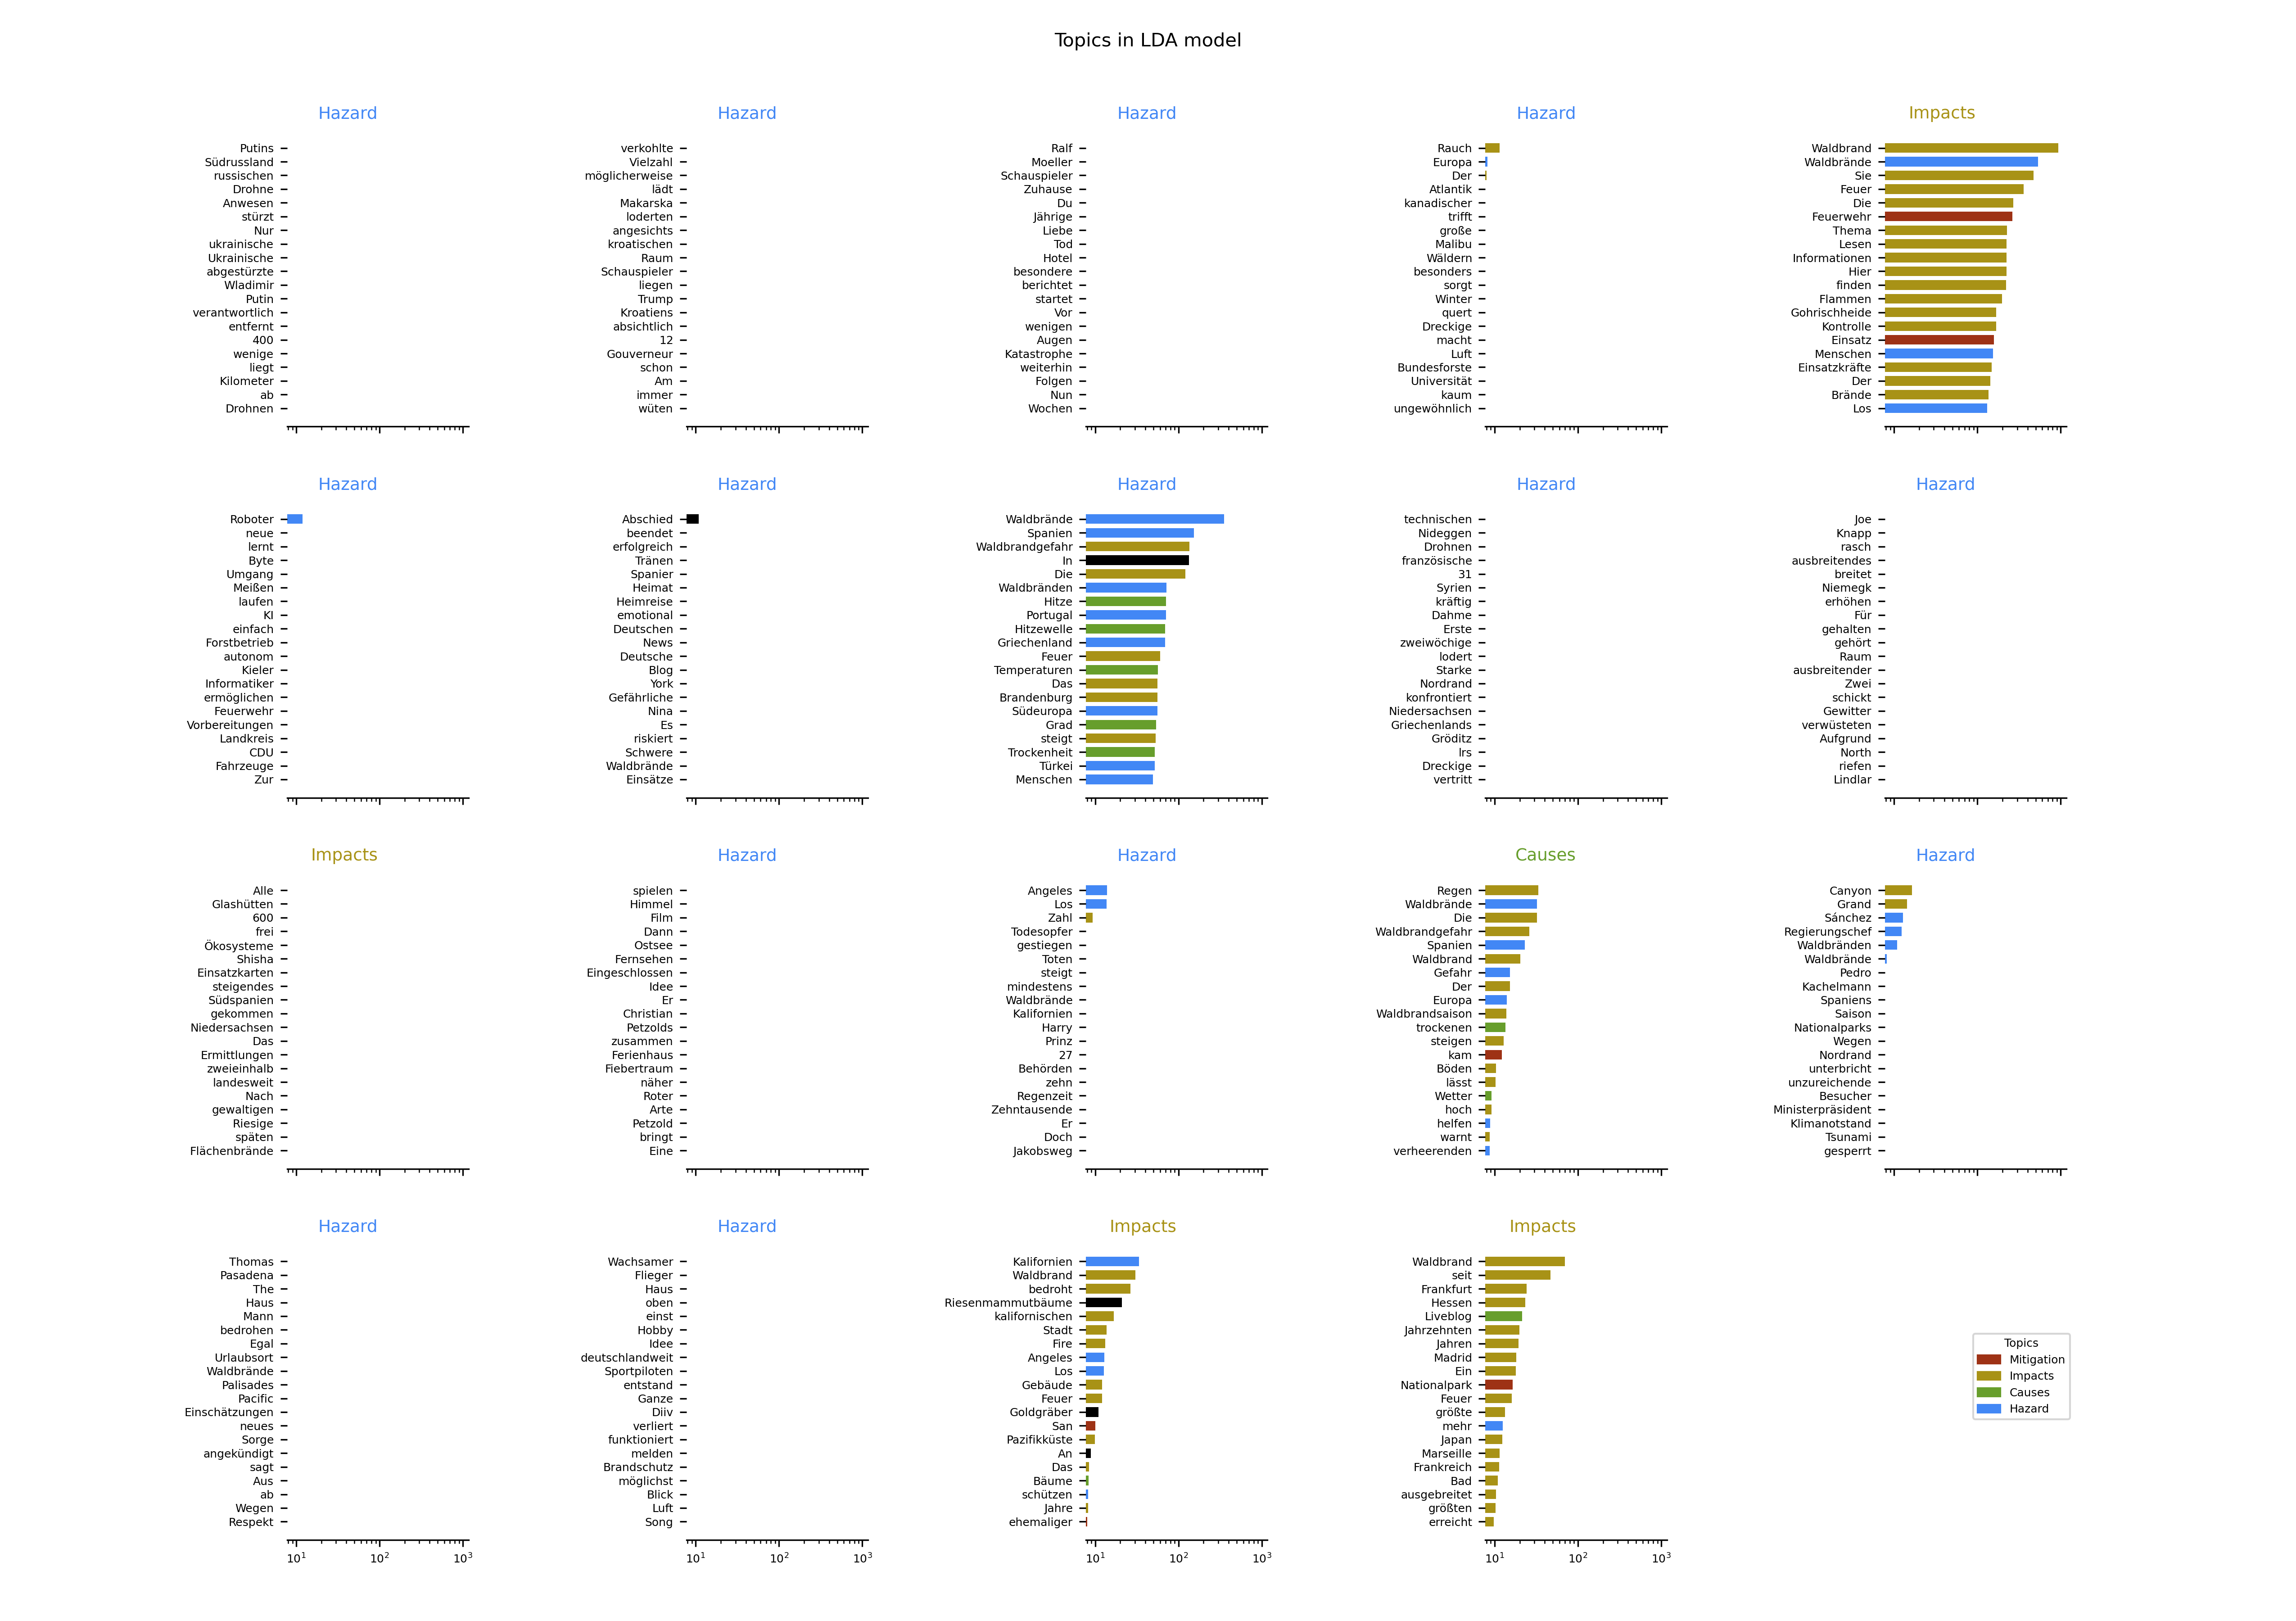 Topics in LDA model
Hazard
Putins
Südrussland
russischen
Drohne
Anwesen
stürzt
Nur
ukrainische
Ukrainische
abgestürzte
Wladimir
Putin
verantwortlich
entfernt
400
wenige
liegt
Kilometer
ab
Drohnen
Hazard
verkohlte
Vielzahl
möglicherweise
lädt
Makarska
loderten
angesichts
kroatischen
Raum
Schauspieler
liegen
Trump
Kroatiens
absichtlich
12
Gouverneur
schon
Am
immer
wüten
Hazard
Ralf
Moeller
Schauspieler
Zuhause
Du
Jährige
Liebe
Tod
Hotel
besondere
berichtet
startet
Vor
wenigen
Augen
Katastrophe
weiterhin
Folgen
Nun
Wochen
Hazard
Rauch
Europa
Der
Atlantik
kanadischer
trifft
große
Malibu
Wäldern
besonders
sorgt
Winter
quert
Dreckige
macht
Luft
Bundesforste
Universität
kaum
ungewöhnlich
Impacts
Waldbrand
Waldbrände
Sie
Feuer
Die
Feuerwehr
Thema
Lesen
Informationen
Hier
finden
Flammen
Gohrischheide
Kontrolle
Einsatz
Menschen
Einsatzkräfte
Der
Brände
Los
Hazard
Roboter
neue
lernt
Byte
Umgang
Meißen
laufen
KI
einfach
Forstbetrieb
autonom
Kieler
Informatiker
ermöglichen
Feuerwehr
Vorbereitungen
Landkreis
CDU
Fahrzeuge
Zur
Hazard
Abschied
beendet
erfolgreich
Tränen
Spanier
Heimat
Heimreise
emotional
Deutschen
News
Deutsche
Blog
York
Gefährliche
Nina
Es
riskiert
Schwere
Waldbrände
Einsätze
Hazard
Waldbrände
Spanien
Waldbrandgefahr
In
Die
Waldbränden
Hitze
Portugal
Hitzewelle
Griechenland
Feuer
Temperaturen
Das
Brandenburg
Südeuropa
Grad
steigt
Trockenheit
Türkei
Menschen
Hazard
technischen
Nideggen
Drohnen
französische
31
Syrien
kräftig
Dahme
Erste
zweiwöchige
lodert
Starke
Nordrand
konfrontiert
Niedersachsen
Griechenlands
Gröditz
Irs
Dreckige
vertritt
Hazard
Joe
Knapp
rasch
ausbreitendes
breitet
Niemegk
erhöhen
Für
gehalten
gehört
Raum
ausbreitender
Zwei
schickt
Gewitter
verwüsteten
Aufgrund
North
riefen
Lindlar
Impacts
Alle
Glashütten
600
frei
Ökosysteme
Shisha
Einsatzkarten
steigendes
Südspanien
gekommen
Niedersachsen
Das
Ermittlungen
zweieinhalb
landesweit
Nach
gewaltigen
Riesige
späten
Flächenbrände
Hazard
spielen
Himmel
Film
Dann
Ostsee
Fernsehen
Eingeschlossen
Idee
Er
Christian
Petzolds
zusammen
Ferienhaus
Fiebertraum
näher
Roter
Arte
Petzold
bringt
Eine
Hazard
Angeles
Los
Zahl
Todesopfer
gestiegen
Toten
steigt
mindestens
Waldbrände
Kalifornien
Harry
Prinz
27
Behörden
zehn
Regenzeit
Zehntausende
Er
Doch
Jakobsweg
Causes
Regen
Waldbrände
Die
Waldbrandgefahr
Spanien
Waldbrand
Gefahr
Der
Europa
Waldbrandsaison
trockenen
steigen
kam
Böden
lässt
Wetter
hoch
helfen
warnt
verheerenden
Hazard
Canyon
Grand
Sánchez
Regierungschef
Waldbränden
Waldbrände
Pedro
Kachelmann
Spaniens
Saison
Nationalparks
Wegen
Nordrand
unterbricht
unzureichende
Besucher
Ministerpräsident
Klimanotstand
Tsunami
gesperrt
Hazard
Thomas
Pasadena
The
Haus
Mann
bedrohen
Egal
Urlaubsort
Waldbrände
Palisades
Pacific
Einschätzungen
neues
Sorge
angekündigt
sagt
Aus
ab
Wegen
Respekt
10¹ 10² 10³
Hazard
Wachsamer
Flieger
Haus
oben
einst
Hobby
Idee
deutschlandweit
Sportpiloten
entstand
Ganze
Diiv
verliert
funktioniert
melden
Brandschutz
möglichst
Blick
Luft
Song
10¹ 10² 10³
Impacts
Kalifornien
Waldbrand
bedroht
Riesenmammutbäume
kalifornischen
Stadt
Fire
Angeles
Los
Gebäude
Feuer
Goldgräber
San
Pazifikküste
An
Das
Bäume
schützen
Jahre
ehemaliger
10¹ 10² 10³
Impacts
Waldbrand
seit
Frankfurt
Hessen
Liveblog
Jahrzehnten
Jahren
Madrid
Ein
Nationalpark
Feuer
größte
mehr
Japan
Marseille
Frankreich
Bad
ausgebreitet
größten
erreicht
10¹ 10² 10³
Topics
Mitigation
Impacts
Causes
Hazard